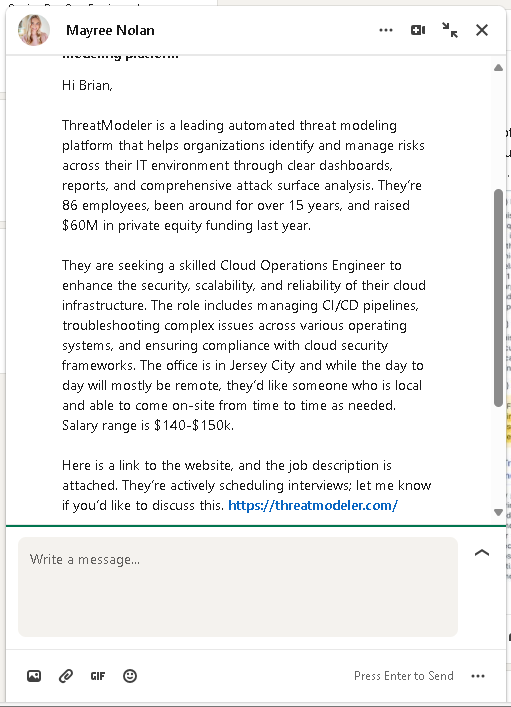 Mayree Nolan
modeling platform
Hi Brian,
ThreatModeler is a leading automated threat modeling
platform that helps organizations identify and manage risks
across their IT environment through clear dashboards,
reports, and comprehensive attack surface analysis. They’re
86 employees, been around for over 15 years, and raised
$60M in private equity funding last year.
They are seeking a skilled Cloud Operations Engineer to
enhance the security, scalability, and reliability of their cloud
infrastructure. The role includes managing CI/CD pipelines,
troubleshooting complex issues across various operating
systems, and ensuring compliance with cloud security
frameworks. The office is in Jersey City and while the day to
day will mostly be remote, they’d like someone who is local
and able to come on-site from time to time as needed.
Salary range is $140-$150k.
Here is a link to the website, and the job description is
attached. They’re actively scheduling interviews; let me know
if you’d like to discuss this. https://threatmodeler.com/
Write a message...
GIF
Press Enter to Send